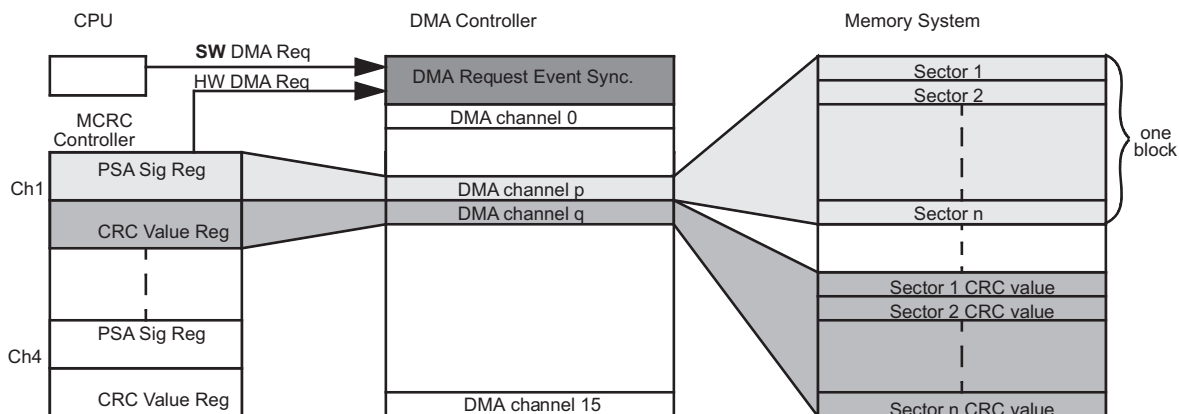 CPU
DMA Controller
Memory System
SW DMA Req
HW DMA Req
DMA Request Event Sync.
DMA channel 0
MCRC
Controller
Ch1
PSA Sig Reg
CRC Value Reg
DMA channel p
DMA channel q
Sector 1
Sector 2
Sector n
one
block
Sector 1 CRC value
Sector 2 CRC value
Ch4
PSA Sig Reg
CRC Value Reg
DMA channel 15
Sector n CRC value